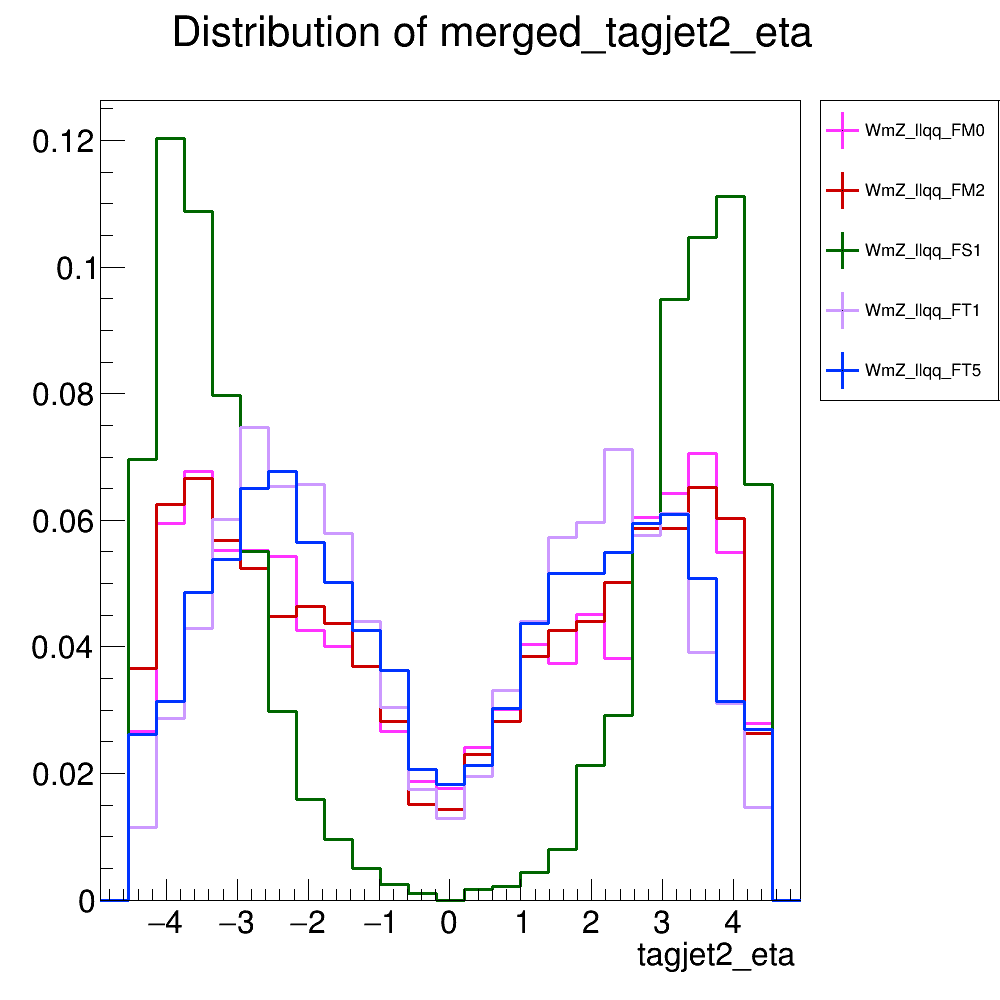 Distribution of merged_tagjet2_eta
0.12
0.1
0.08
0.06
0.04
0.02
0
−4 −3 −2 −1 0 1 2 3 4
tagjet2_eta
WmZ_llqq_FM0
WmZ_llqq_FM2
WmZ_llqq_FS1
WmZ_llqq_FT1
WmZ_llqq_FT5